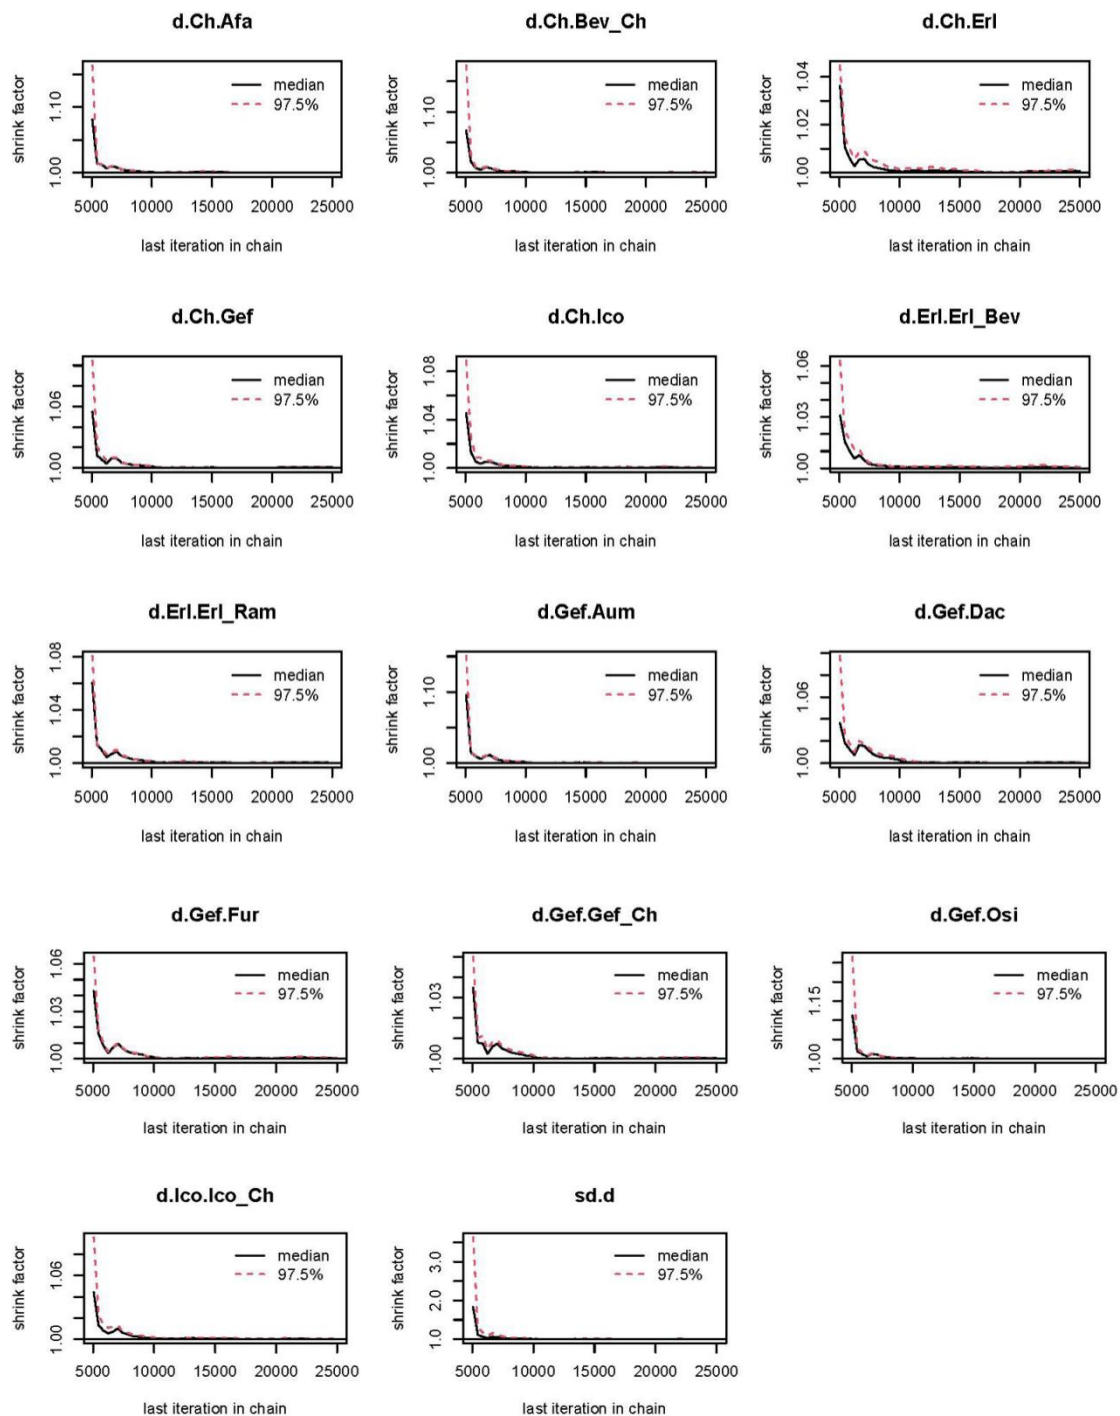 d.Ch.Afa
shrink factor
1.00 1.10
median
97.5%
5000 10000 15000 20000 25000
last iteration in chain
d.Ch.Bev_Ch
shrink factor
1.00 1.10
median
97.5%
5000 10000 15000 20000 25000
last iteration in chain
d.Ch.Erl
shrink factor
1.00 1.02 1.04
median
97.5%
5000 10000 15000 20000 25000
last iteration in chain
d.Ch.Gef
shrink factor
1.00 1.06
median
97.5%
5000 10000 15000 20000 25000
last iteration in chain
d.Ch.Ico
shrink factor
1.00 1.04 1.08
median
97.5%
5000 10000 15000 20000 25000
last iteration in chain
d.Erl.Erl_Bev
shrink factor
1.00 1.03 1.06
median
97.5%
5000 10000 15000 20000 25000
last iteration in chain
d.Erl.Erl_Ram
shrink factor
1.00 1.04 1.08
median
97.5%
5000 10000 15000 20000 25000
last iteration in chain
d.Gef.Aum
shrink factor
1.00 1.10
median
97.5%
5000 10000 15000 20000 25000
last iteration in chain
d.Gef.Dac
shrink factor
1.00 1.06
median
97.5%
5000 10000 15000 20000 25000
last iteration in chain
d.Gef.Fur
shrink factor
1.00 1.03 1.06
median
97.5%
5000 10000 15000 20000 25000
last iteration in chain
d.Gef.Gef_Ch
shrink factor
1.00 1.03
median
97.5%
5000 10000 15000 20000 25000
last iteration in chain
d.Gef.Osi
shrink factor
1.00 1.15
median
97.5%
5000 10000 15000 20000 25000
last iteration in chain
d.Ico.Ico_Ch
shrink factor
1.00 1.06
median
97.5%
5000 10000 15000 20000 25000
last iteration in chain
sd.d
shrink factor
1.0 2.0 3.0
median
97.5%
5000 10000 15000 20000 25000
last iteration in chain